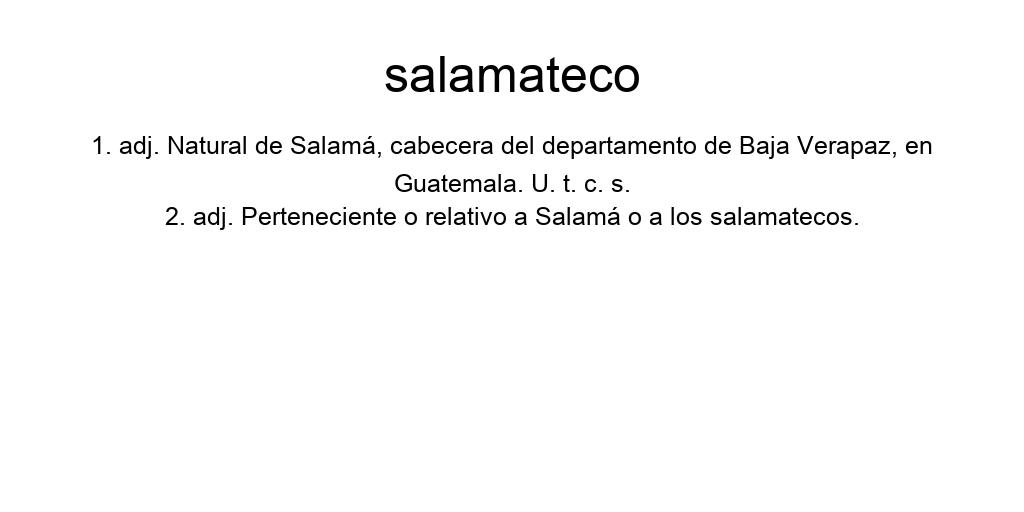 salamateco
1. adj. Natural de Salamá, cabecera del departamento de Baja Verapaz, en
Guatemala. U. t. c. s.
2. adj. Perteneciente o relativo a Salamá o a los salamatecos.